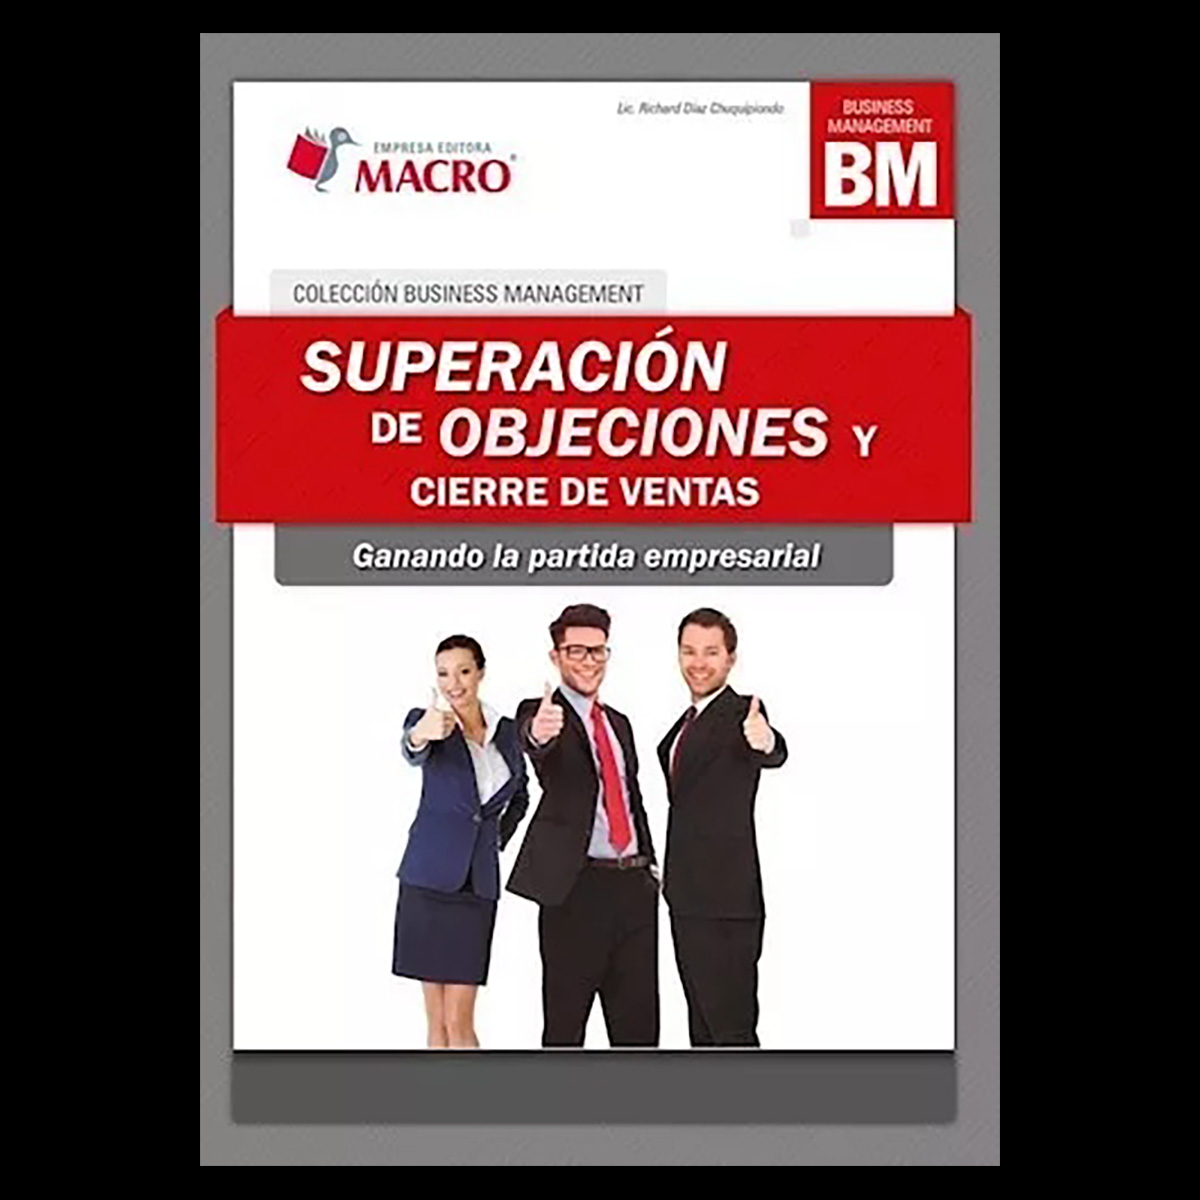 Lic. Richard Díaz Chuquipiondo
BUSINESS
MANAGEMENT
BM
EMPRESA EDITORA
MACRO®
COLECCIÓN BUSINESS MANAGEMENT
SUPERACIÓN
DE OBJECIONES Y
CIERRE DE VENTAS
Ganando la partida empresarial